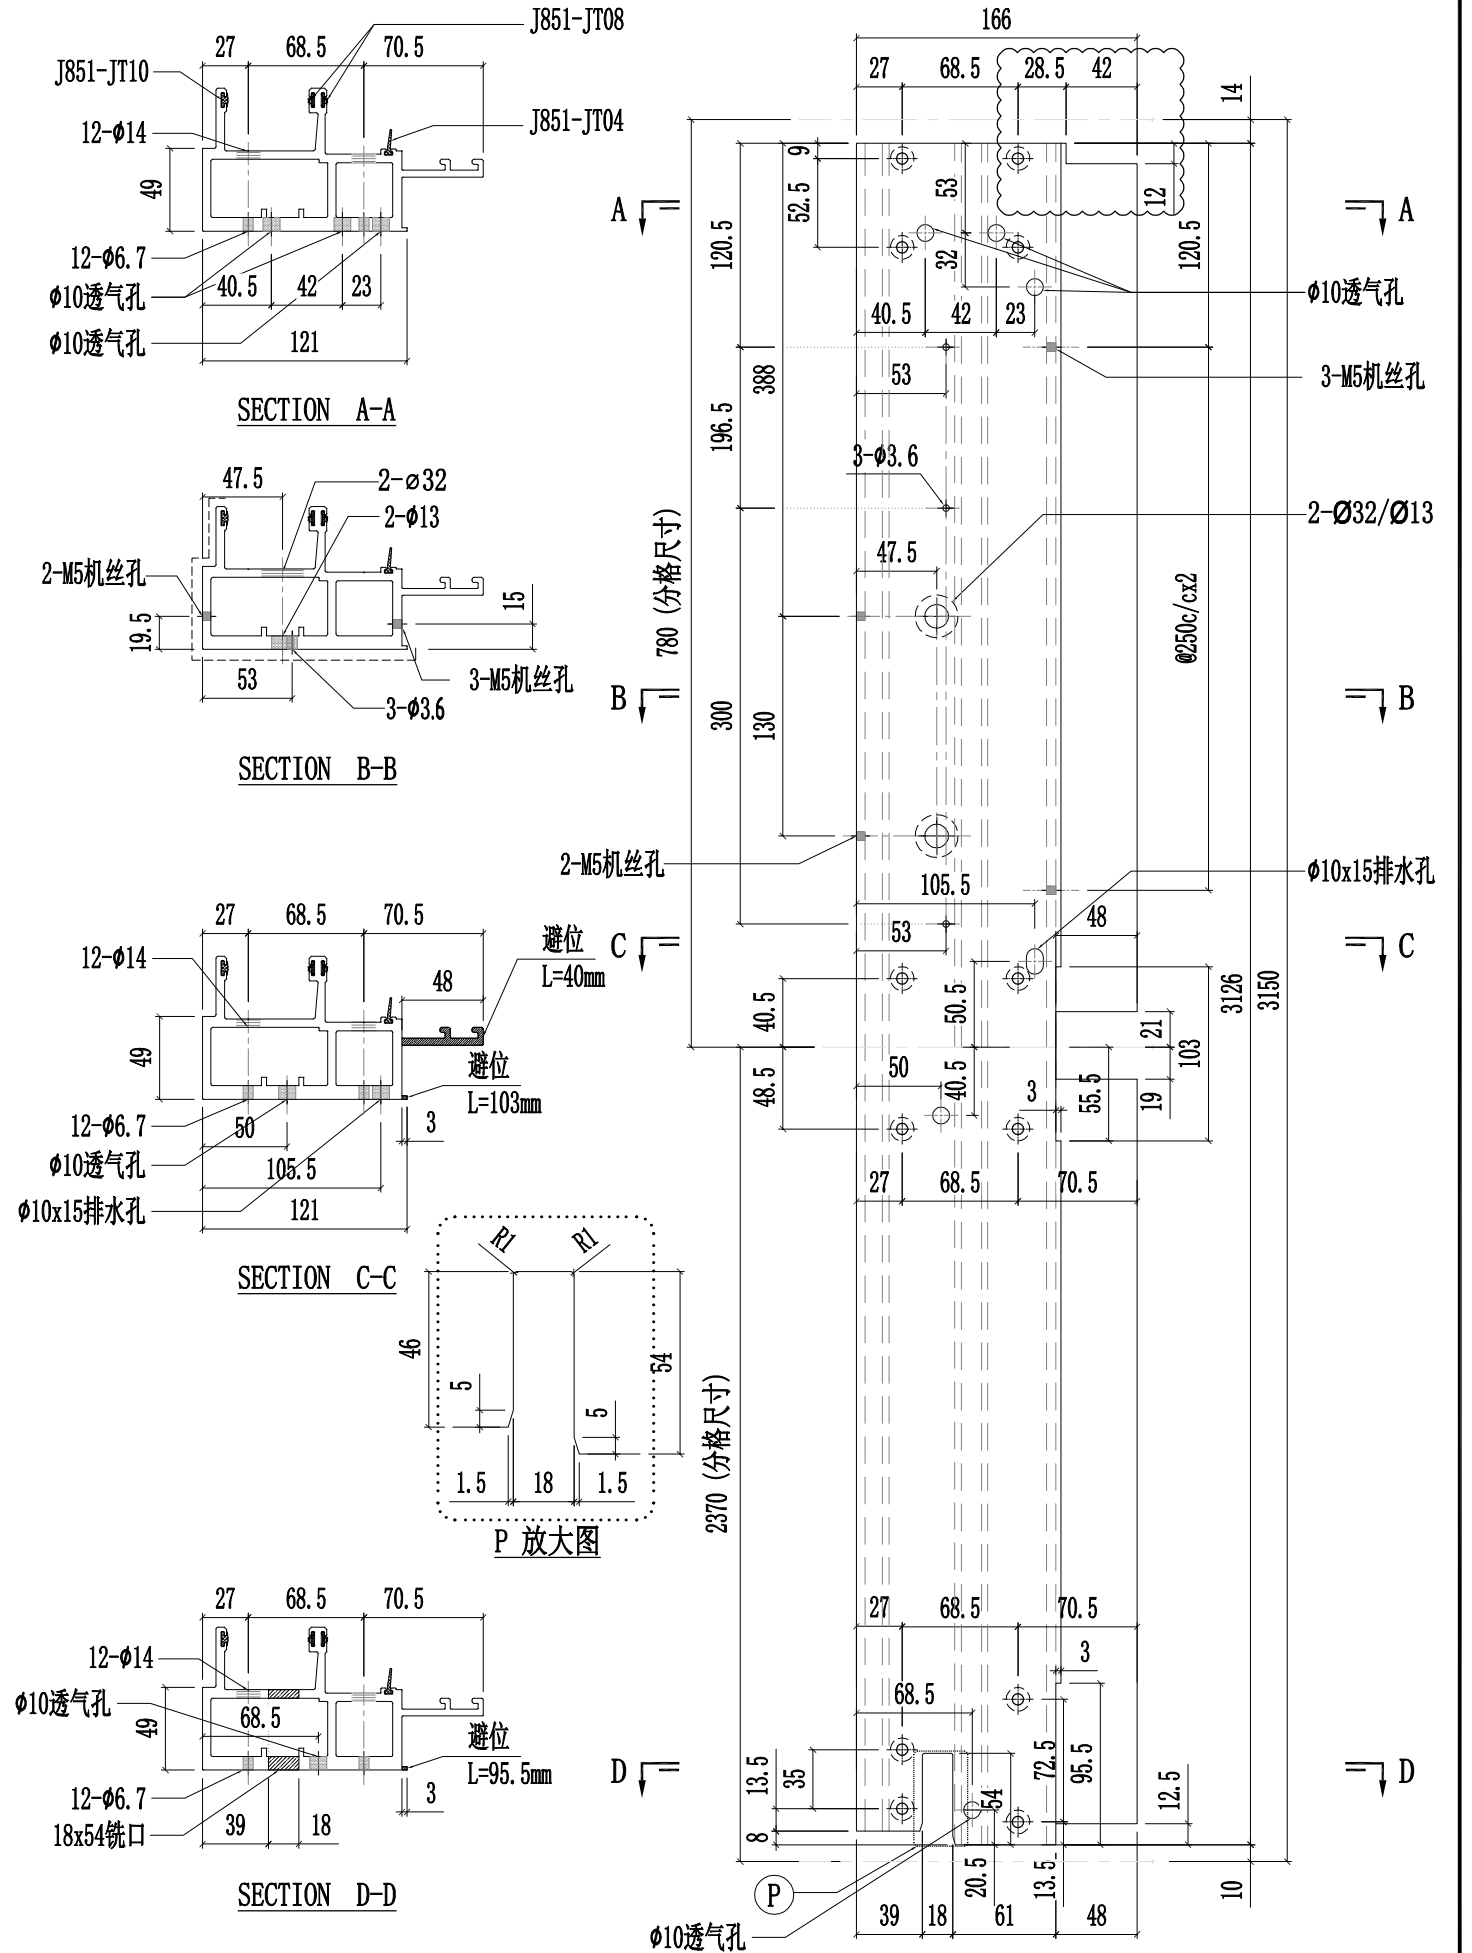 J851-JT08
27
68.5
70.5
J851-JT10
12-ϕ14
J851-JT04
49
12-ϕ6.7
ϕ10透气孔
40.5
42
23
ϕ10透气孔
121
SECTION A-A
47.5
2-⌀32
2-ϕ13
2-M5机丝孔
19.5
15
53
3-M5机丝孔
3-ϕ3.6
SECTION B-B
27
68.5
70.5
避位
L=40mm
12-ϕ14
48
49
避位
L=103mm
12-ϕ6.7
50
3
ϕ10透气孔
105.5
ϕ10x15排水孔
121
SECTION C-C
R1
R1
46
54
5
5
1.5
18
1.5
P 放大图
27
68.5
70.5
12-ϕ14
ϕ10透气孔
68.5
49
避位
L=95.5mm
12-ϕ6.7
3
18x54铣口
39
18
SECTION D-D
166
27
68.5
28.5
42
14
9
52.5
53
12
A
A
120.5
120.5
32
ϕ10透气孔
40.5
42
23
388
53
3-M5机丝孔
196.5
3-ϕ3.6
2-Ø32/Ø13
780 (分格尺寸)
47.5
@250c/cx2
B
B
300
130
2-M5机丝孔
105.5
ϕ10x15排水孔
53
48
C
C
40.5
50.5
3126
3150
21
103
50
48.5
40.5
3
55.5
19
27
68.5
70.5
2370 (分格尺寸)
27
68.5
70.5
3
68.5
D
D
13.5
35
72.5
95.5
54
12.5
8
20.5
13.5
10
P
39
18
61
48
ϕ10透气孔